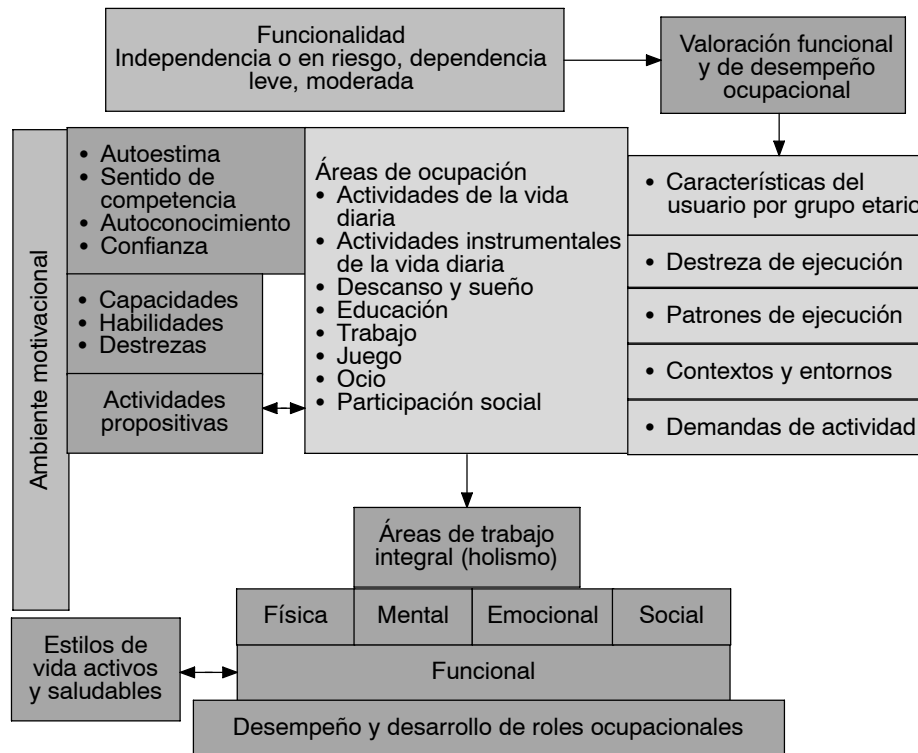 Funcionalidad
Independencia o en riesgo, dependencia
leve, moderada
Valoración funcional
y de desempeño
ocupacional
Ambiente motivacional
• Autoestima
• Sentido de
competencia
• Autoconocimiento
• Confianza
• Capacidades
• Habilidades
• Destrezas
Actividades
propositivas
Áreas de ocupación
• Actividades de la vida
diaria
• Actividades instrumentales
de la vida diaria
• Descanso y sueño
• Educación
• Trabajo
• Juego
• Ocio
• Participación social
• Características del
usuario por grupo etario
• Destreza de ejecución
• Patrones de ejecución
• Contextos y entornos
• Demandas de actividad
Áreas de trabajo
integral (holismo)
Física
Mental
Emocional
Social
Estilos de
vida activos
y saludables
Funcional
Desempeño y desarrollo de roles ocupacionales